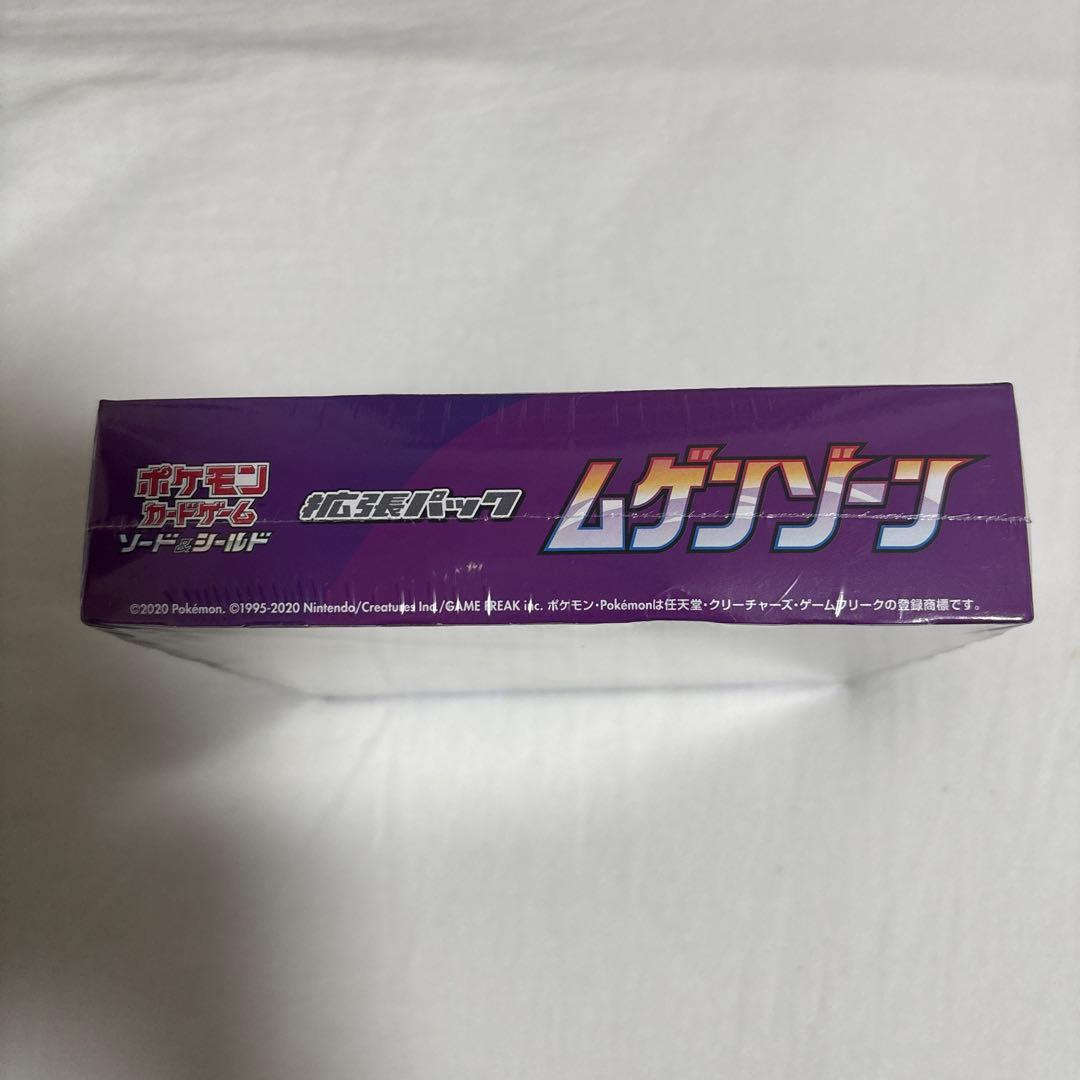 ポケモン
カードゲーム
ソード&シールド
拡張パック
ムゲンゾーン
©2020 Pokémon. ©1995-2020 Nintendo/Creatures Inc./GAME FREAK inc. ポケモン・Pokémonは任天堂・クリーチャーズ・ゲームフリークの登録商標です。